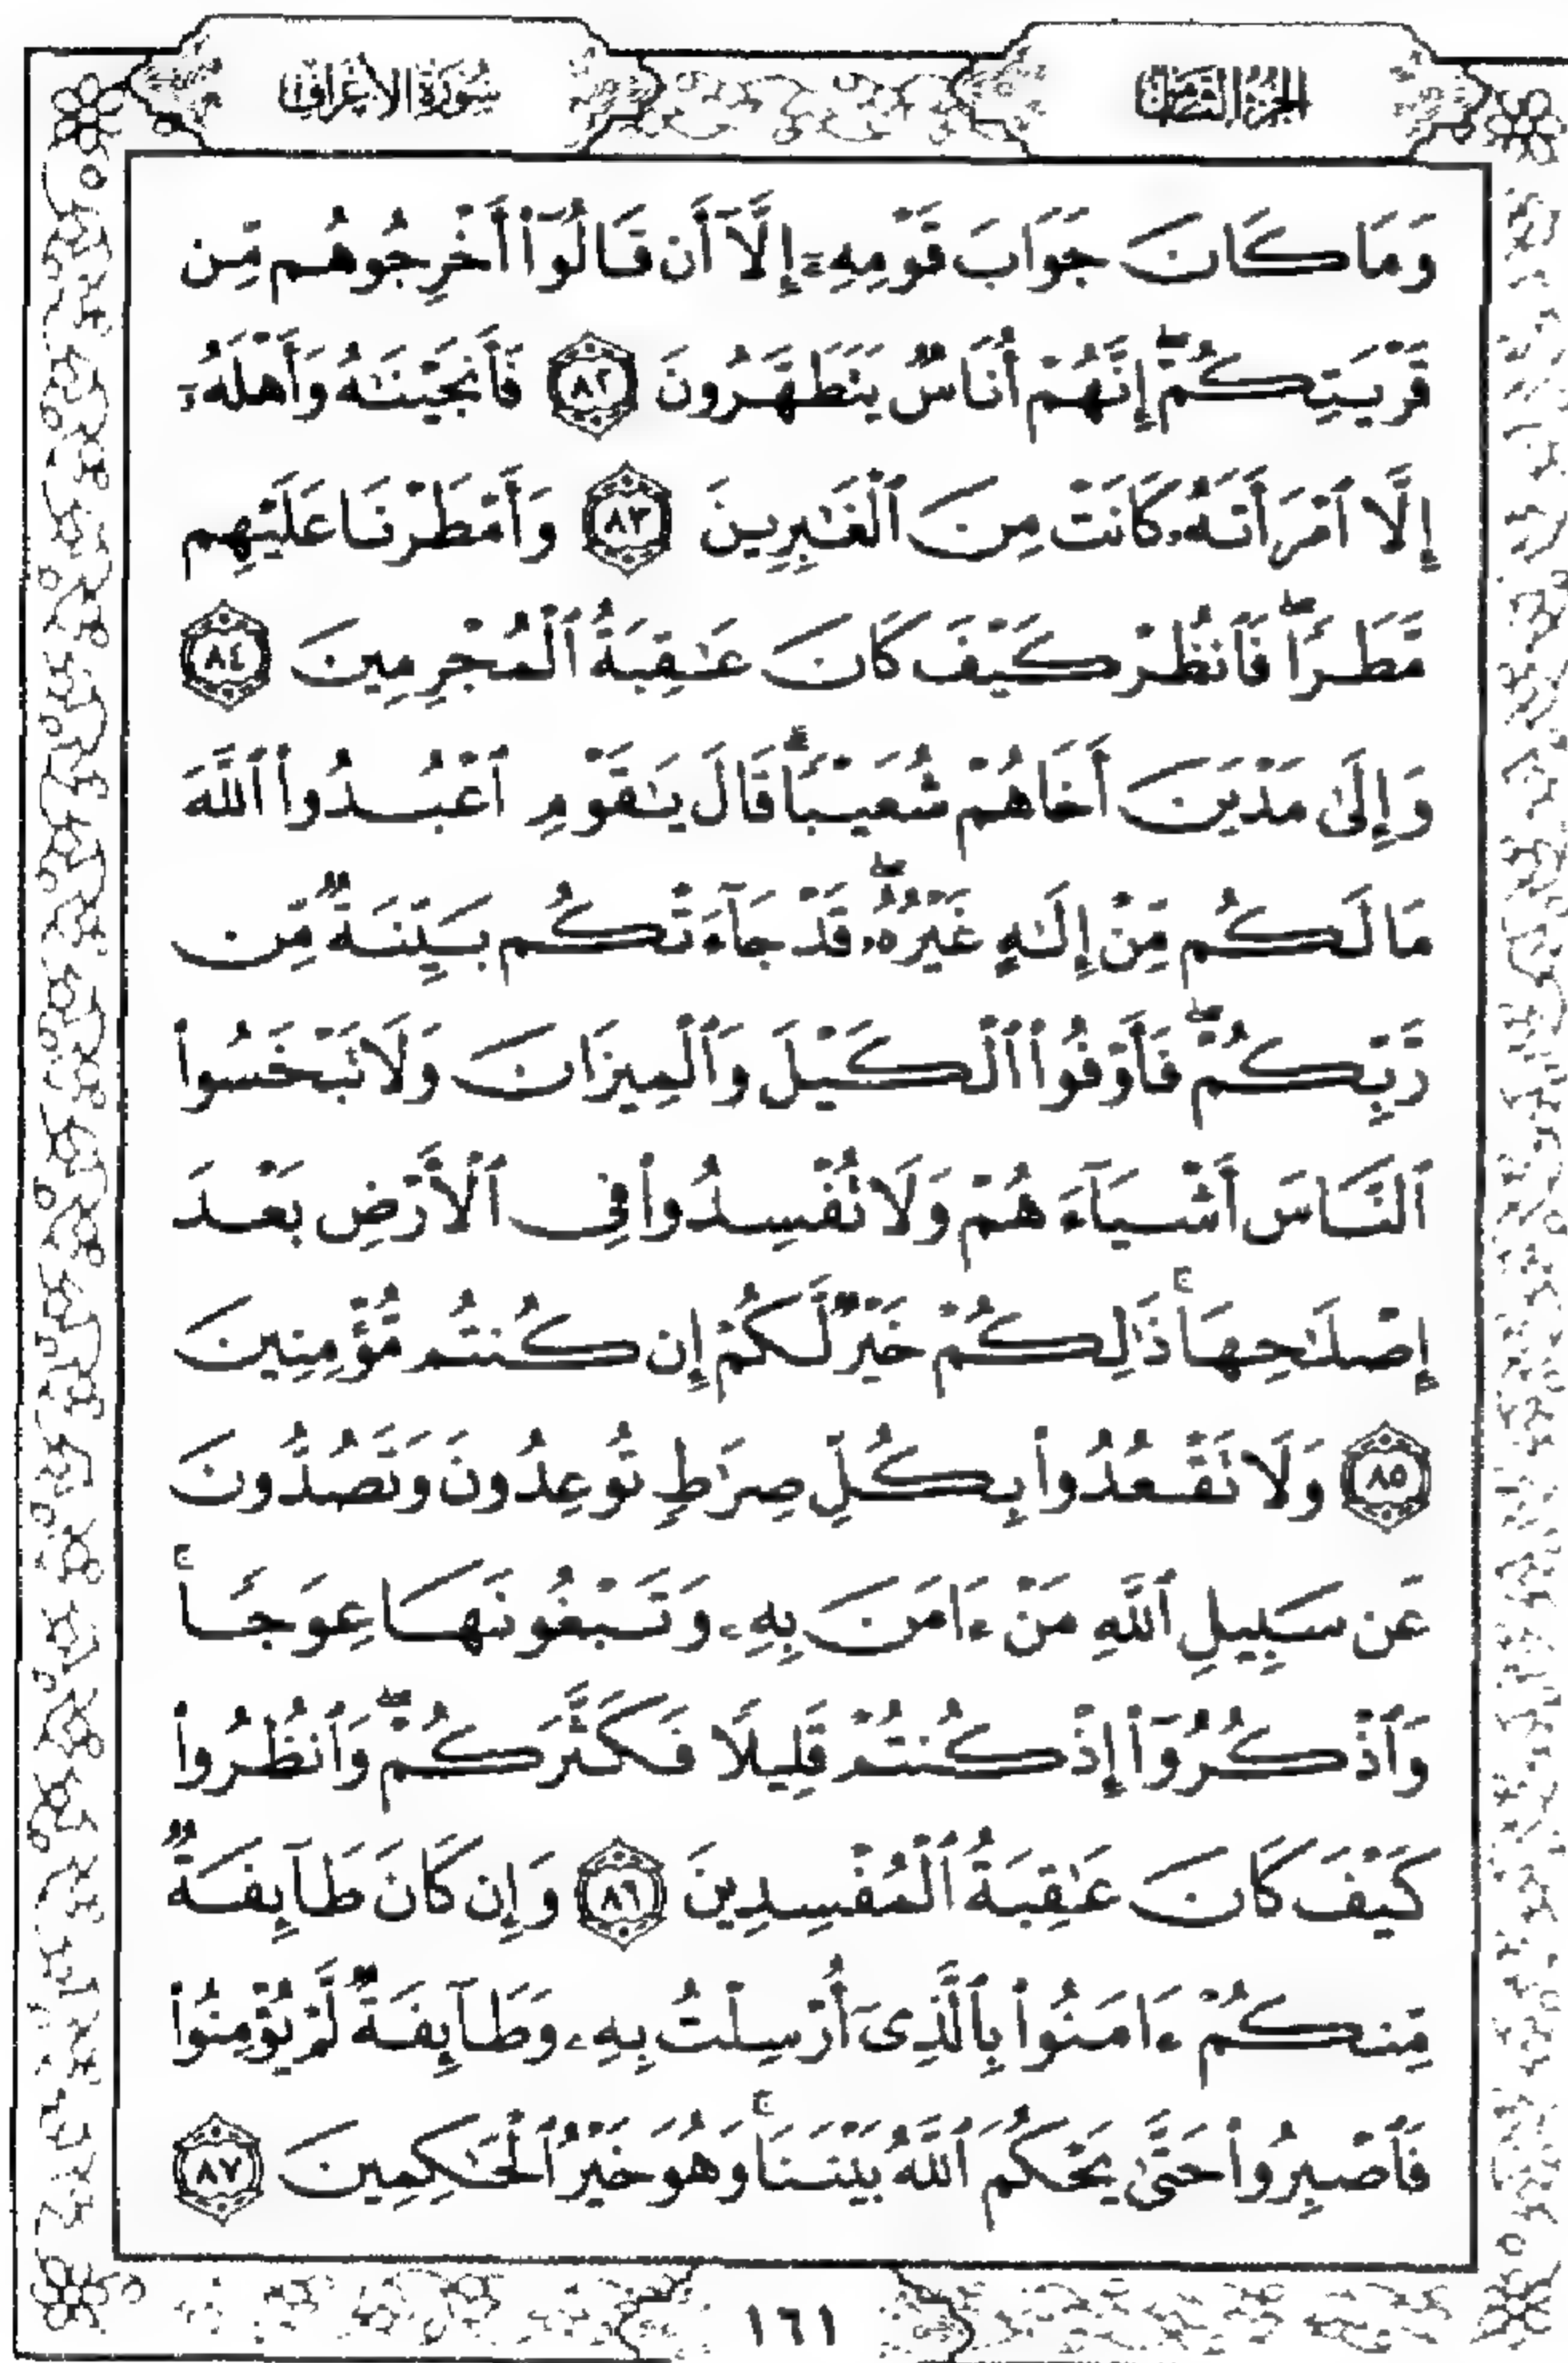 الجزء الثامن
سورة الأعراف
وَمَا كَانَ جَوَابَ قَوْمِهِۦٓ إِلَّآ أَن قَالُوٓا۟ أَخْرِجُوهُم مِّن
قَرْيَتِكُمْ ۖ إِنَّهُمْ أُنَاسٌ يَتَطَهَّرُونَ ﴿٨٢﴾ فَأَنجَيْنَـٰهُ وَأَهْلَهُۥٓ
إِلَّا ٱمْرَأَتَهُۥ كَانَتْ مِنَ ٱلْغَـٰبِرِينَ ﴿٨٣﴾ وَأَمْطَرْنَا عَلَيْهِم
مَّطَرًا ۖ فَٱنظُرْ كَيْفَ كَانَ عَـٰقِبَةُ ٱلْمُجْرِمِينَ ﴿٨٤﴾
وَإِلَىٰ مَدْيَنَ أَخَاهُمْ شُعَيْبًا ۗ قَالَ يَـٰقَوْمِ ٱعْبُدُوا۟ ٱللَّهَ
مَا لَكُم مِّنْ إِلَـٰهٍ غَيْرُهُۥ ۖ قَدْ جَآءَتْكُم بَيِّنَةٌ مِّن
رَّبِّكُمْ ۖ فَأَوْفُوا۟ ٱلْكَيْلَ وَٱلْمِيزَانَ وَلَا تَبْخَسُوا۟
ٱلنَّاسَ أَشْيَآءَهُمْ وَلَا تُفْسِدُوا۟ فِى ٱلْأَرْضِ بَعْدَ
إِصْلَـٰحِهَا ۚ ذَٰلِكُمْ خَيْرٌ لَّكُمْ إِن كُنتُم مُّؤْمِنِينَ
﴿٨٥﴾ وَلَا تَقْعُدُوا۟ بِكُلِّ صِرَٰطٍ تُوعِدُونَ وَتَصُدُّونَ
عَن سَبِيلِ ٱللَّهِ مَنْ ءَامَنَ بِهِۦ وَتَبْغُونَهَا عِوَجًا ۚ
وَٱذْكُرُوٓا۟ إِذْ كُنتُمْ قَلِيلًا فَكَثَّرَكُمْ ۖ وَٱنظُرُوا۟
كَيْفَ كَانَ عَـٰقِبَةُ ٱلْمُفْسِدِينَ ﴿٨٦﴾ وَإِن كَانَ طَآئِفَةٌ
مِّنكُمْ ءَامَنُوا۟ بِٱلَّذِىٓ أُرْسِلْتُ بِهِۦ وَطَآئِفَةٌ لَّمْ يُؤْمِنُوا۟
فَٱصْبِرُوا۟ حَتَّىٰ يَحْكُمَ ٱللَّهُ بَيْنَنَا ۚ وَهُوَ خَيْرُ ٱلْحَـٰكِمِينَ ﴿٨٧﴾
١٦١